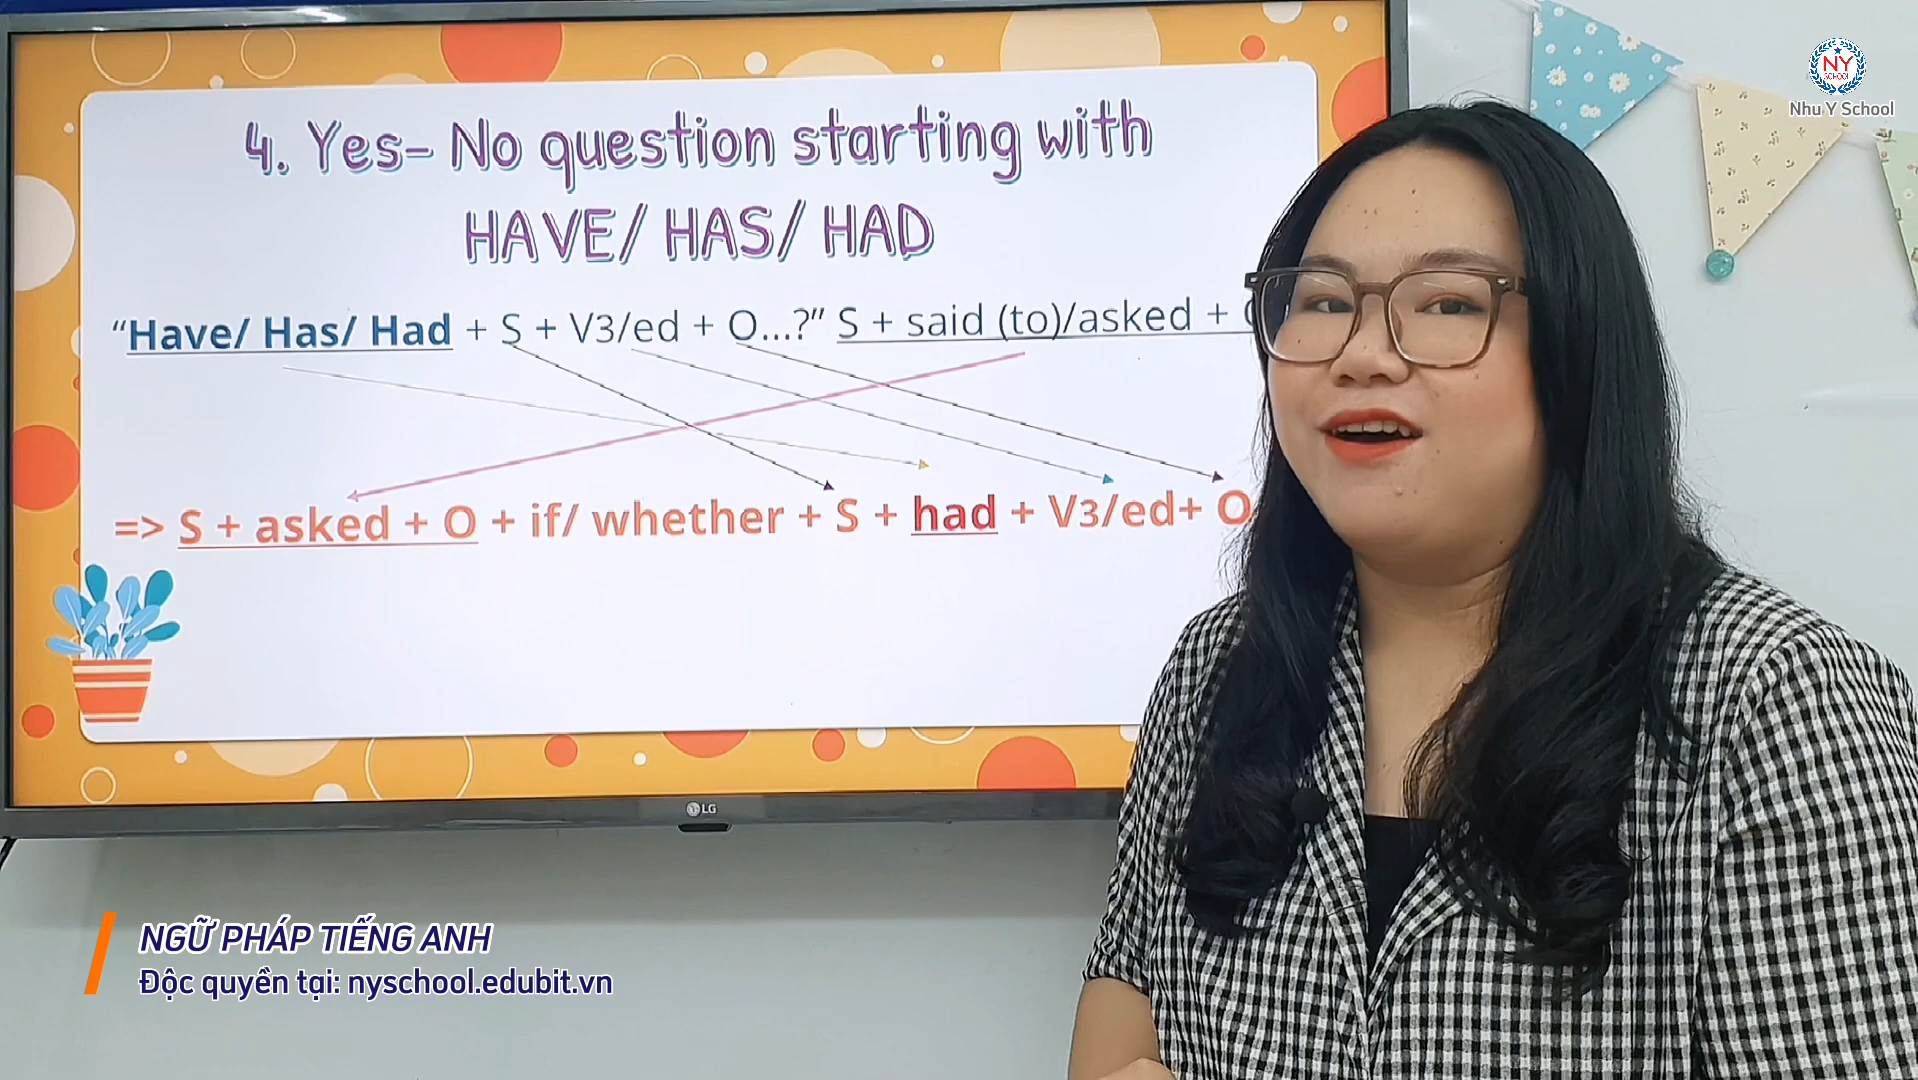 4. Yes- No question starting with
HAVE/ HAS/ HAD
“Have/ Has/ Had + S + V3/ed + O...?” S + said (to)/asked +
=> S + asked + O + if/ whether + S + had + V3/ed+ O
LG
NY
SCHOOL
Nhu Y School
NGỮ PHÁP TIẾNG ANH
Độc quyền tại: nyschool.edubit.vn